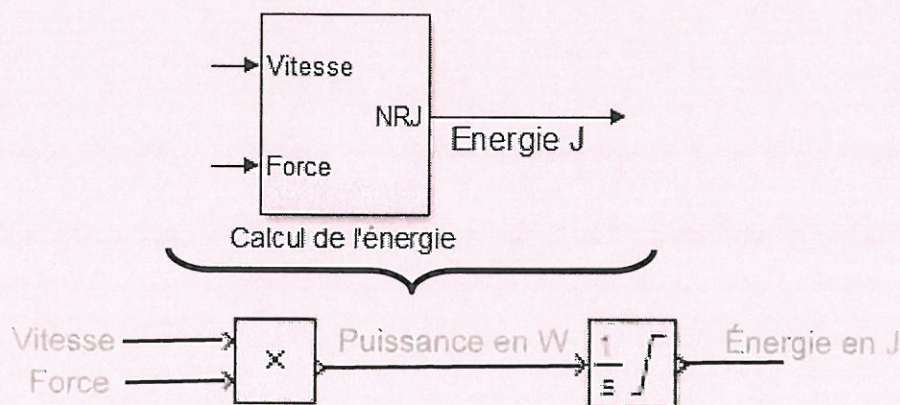 Vitesse
NRJ
Energie J
Force
Calcul de l'énergie
Vitesse
Force
×
Puissance en W
1
s
Énergie en J